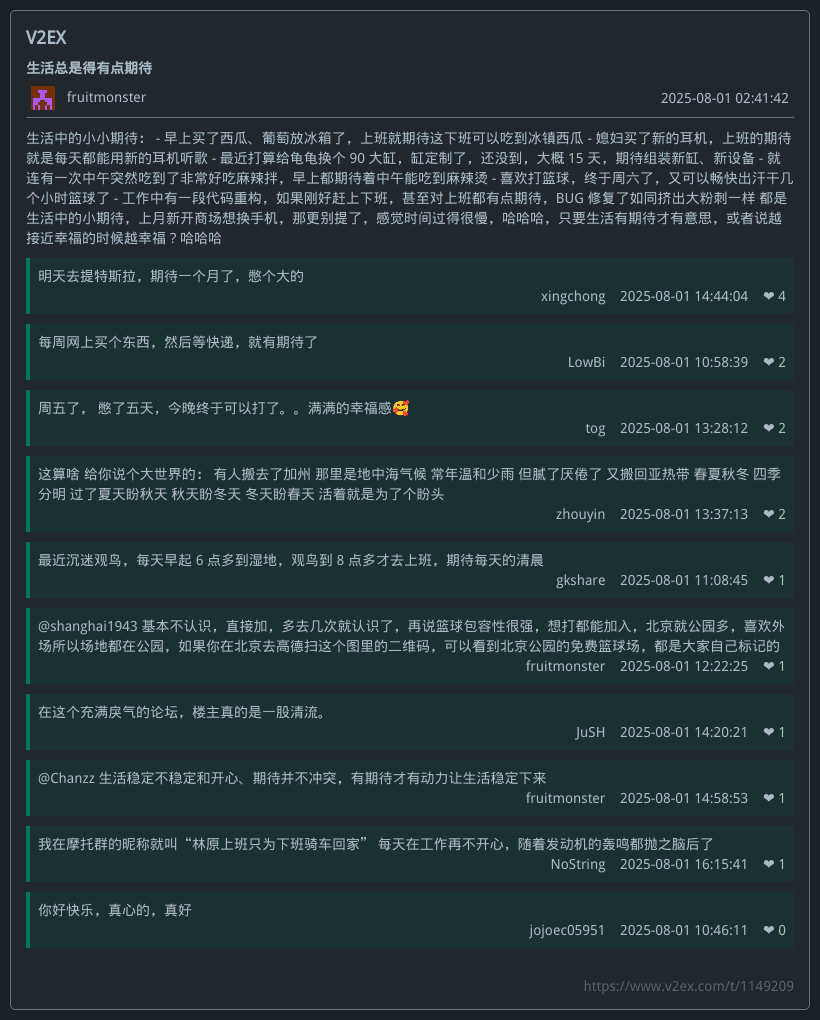 V2EX
生活总是得有点期待
fruitmonster 2025-08-01 02:41:42
生活中的小小期待： - 早上买了西瓜、葡萄放冰箱了，上班就期待这下班可以吃到冰镇西瓜 - 媳妇买了新的耳机，上班的期待
就是每天都能用新的耳机听歌 - 最近打算给龟龟换个 90 大缸，缸定制了，还没到，大概 15 天，期待组装新缸、新设备 - 就
连有一次中午突然吃到了非常好吃麻辣拌，早上都期待着中午能吃到麻辣烫 - 喜欢打篮球，终于周六了，又可以畅快出汗干几
个小时篮球了 - 工作中有一段代码重构，如果刚好赶上下班，甚至对上班都有点期待，BUG 修复了如同挤出大粉刺一样 都是
生活中的小期待，上月新开商场想换手机，那更别提了，感觉时间过得很慢，哈哈哈，只要生活有期待才有意思，或者说越
接近幸福的时候越幸福？哈哈哈
明天去提特斯拉，期待一个月了，憋个大的
xingchong 2025-08-01 14:44:04 ❤ 4
每周网上买个东西，然后等快递，就有期待了
LowBi 2025-08-01 10:58:39 ❤ 2
周五了， 憋了五天，今晚终于可以打了。。满满的幸福感🥰
tog 2025-08-01 13:28:12 ❤ 2
这算啥 给你说个大世界的： 有人搬去了加州 那里是地中海气候 常年温和少雨 但腻了厌倦了 又搬回亚热带 春夏秋冬 四季
分明 过了夏天盼秋天 秋天盼冬天 冬天盼春天 活着就是为了个盼头
zhouyin 2025-08-01 13:37:13 ❤ 2
最近沉迷观鸟，每天早起 6 点多到湿地，观鸟到 8 点多才去上班，期待每天的清晨
gkshare 2025-08-01 11:08:45 ❤ 1
@shanghai1943 基本不认识，直接加，多去几次就认识了，再说篮球包容性很强，想打都能加入，北京就公园多，喜欢外
场所以场地都在公园，如果你在北京去高德扫这个图里的二维码，可以看到北京公园的免费篮球场，都是大家自己标记的
fruitmonster 2025-08-01 12:22:25 ❤ 1
在这个充满戾气的论坛，楼主真的是一股清流。
JuSH 2025-08-01 14:20:21 ❤ 1
@Chanzz 生活稳定不稳定和开心、期待并不冲突，有期待才有动力让生活稳定下来
fruitmonster 2025-08-01 14:58:53 ❤ 1
我在摩托群的昵称就叫“林原上班只为下班骑车回家” 每天在工作再不开心，随着发动机的轰鸣都抛之脑后了
NoString 2025-08-01 16:15:41 ❤ 1
你好快乐，真心的，真好
jojoec05951 2025-08-01 10:46:11 ❤ 0
https://www.v2ex.com/t/1149209